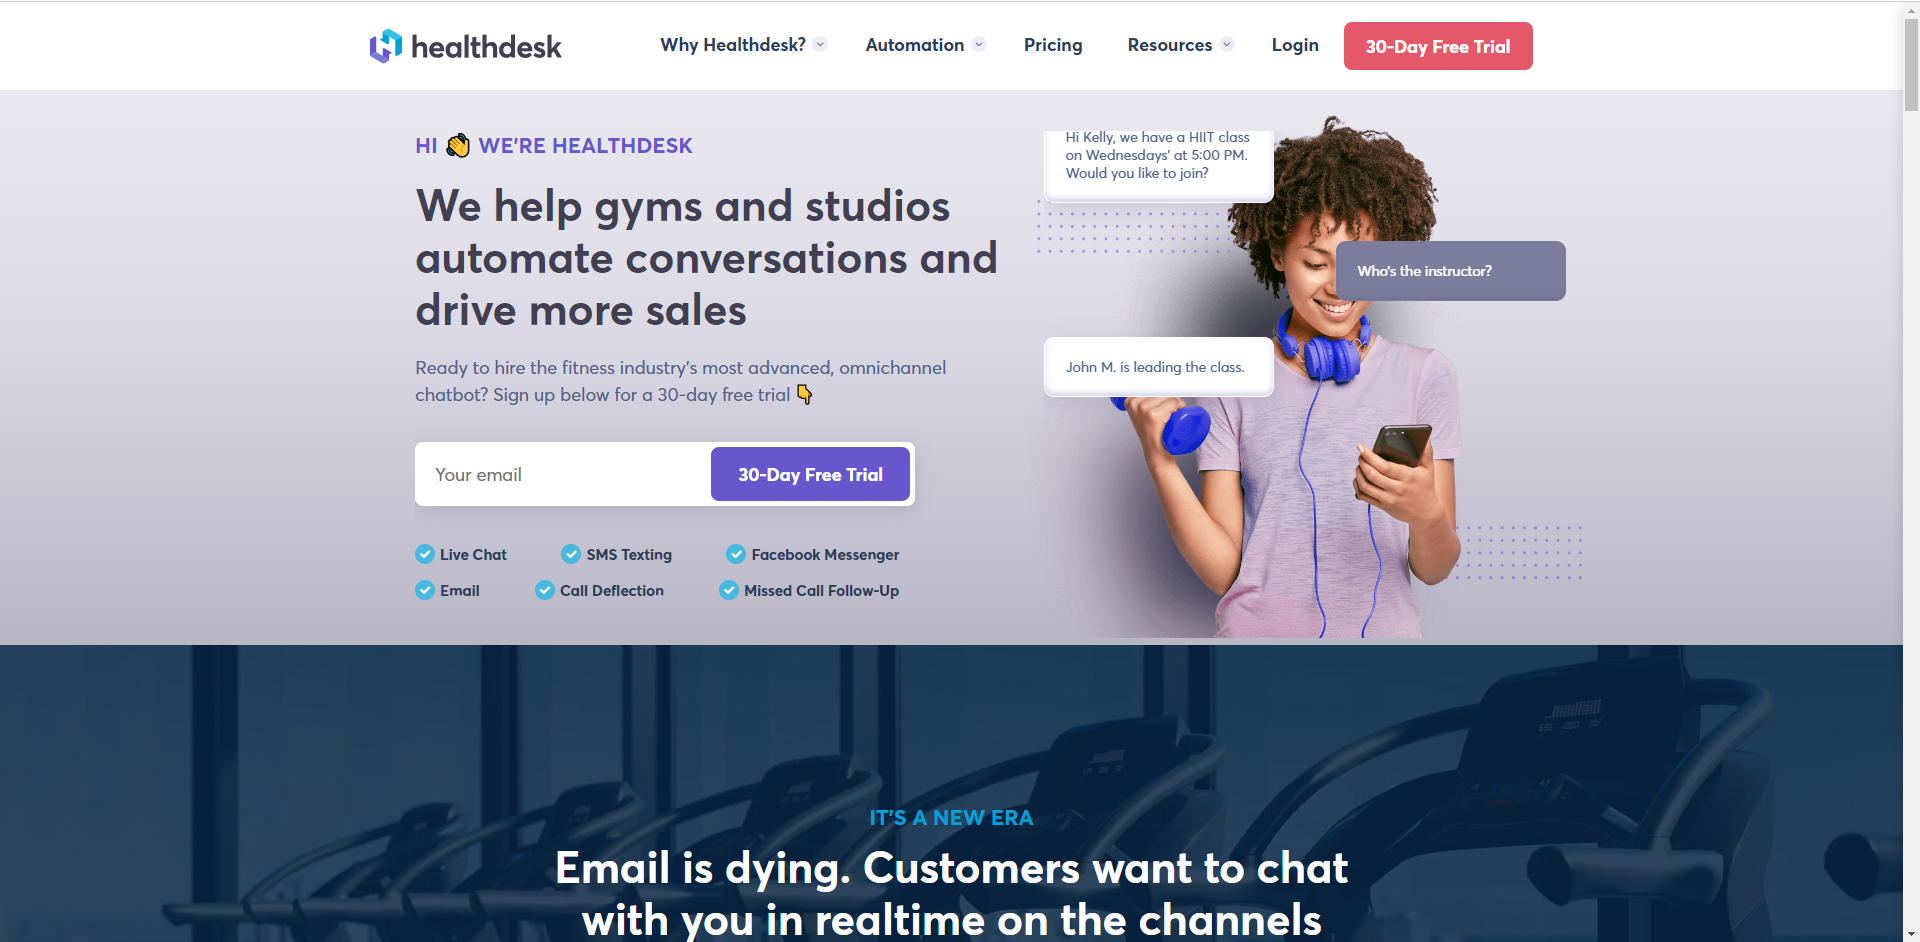 healthdesk
Why Healthdesk?
Automation
Pricing
Resources
Login
30-Day Free Trial
HI 👋 WE'RE HEALTHDESK
We help gyms and studios
automate conversations and
drive more sales
Ready to hire the fitness industry's most advanced, omnichannel
chatbot? Sign up below for a 30-day free trial 👇
Your email
30-Day Free Trial
Live Chat
SMS Texting
Facebook Messenger
Email
Call Deflection
Missed Call Follow-Up
Hi Kelly, we have a HIIT class
on Wednesdays' at 5:00 PM.
Would you like to join?
Who's the instructor?
John M. is leading the class.
IT'S A NEW ERA
Email is dying. Customers want to chat
with you in realtime on the channels